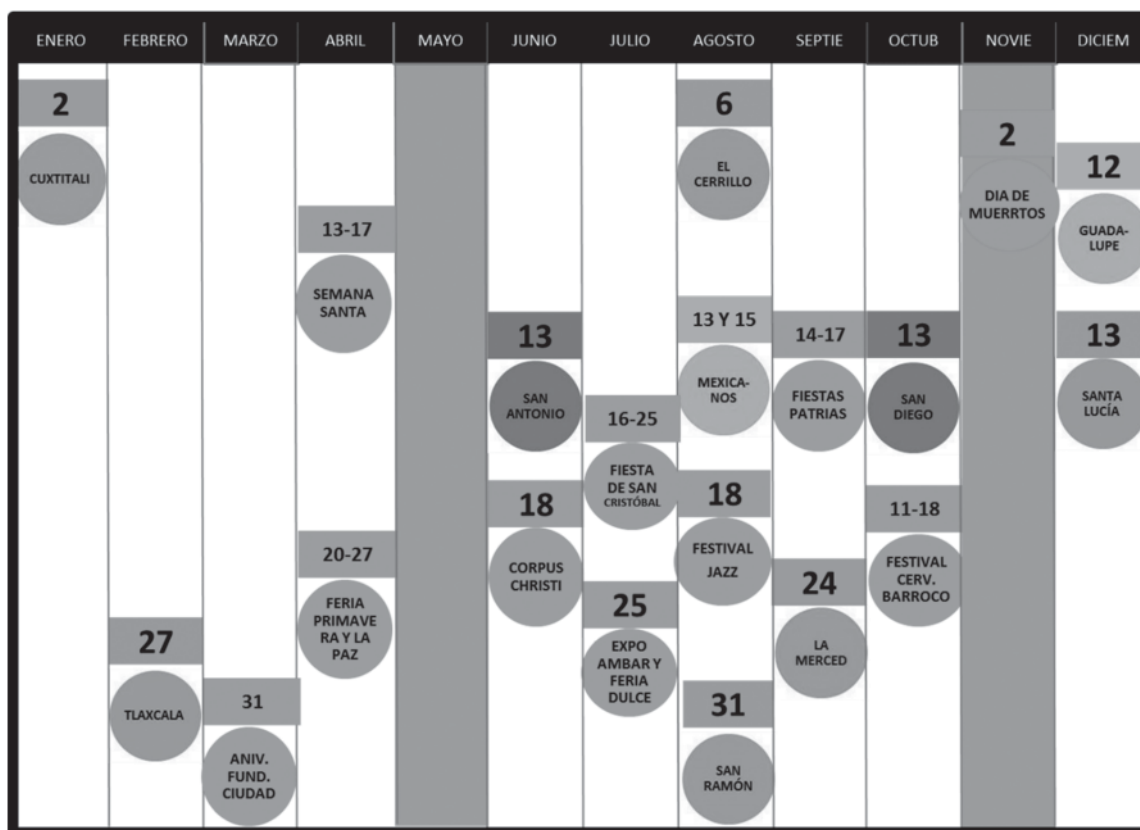 ENERO
FEBRERO
MARZO
ABRIL
MAYO
JUNIO
JULIO
AGOSTO
SEPTIE
OCTUB
NOVIE
DICIEM
2
CUXTITALI
27
TLAXCALA
31
ANIV.
FUND.
CIUDAD
13-17
SEMANA
SANTA
20-27
FERIA
PRIMAVE
RA Y LA
PAZ
13
SAN
ANTONIO
18
CORPUS
CHRISTI
16-25
FIESTA
DE SAN
CRISTÓBAL
25
EXPO
AMBAR Y
FERIA
DULCE
6
EL
CERRILLO
13 Y 15
MEXICA-
NOS
18
FESTIVAL
JAZZ
31
SAN
RAMÓN
14-17
FIESTAS
PATRIAS
24
LA
MERCED
13
SAN
DIEGO
11-18
FESTIVAL
CERV.
BARROCO
2
DIA DE
MUERRTOS
12
GUADA-
LUPE
13
SANTA
LUCÍA